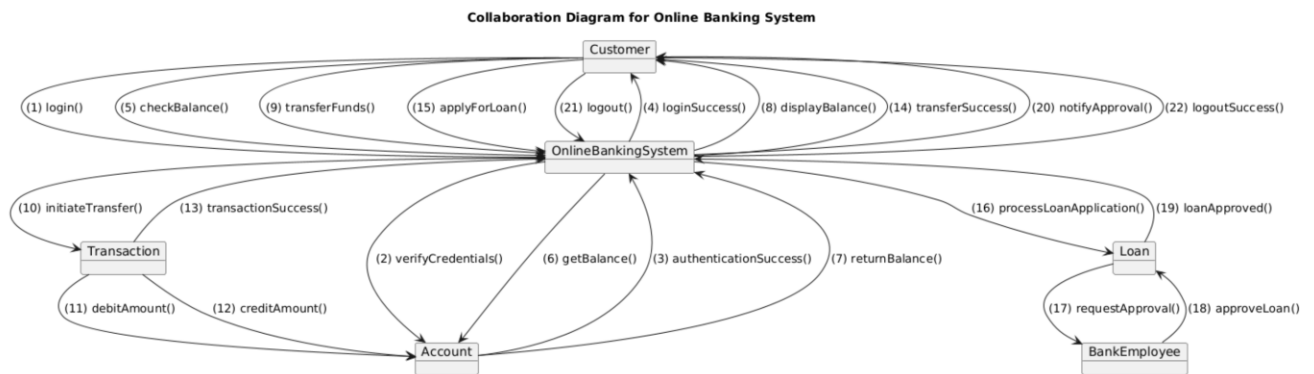 Collaboration Diagram for Online Banking System
Customer
(1) login()
(5) checkBalance()
(9) transferFunds()
(15) applyForLoan()
(21) logout()
(4) loginSuccess()
(8) displayBalance()
(14) transferSuccess()
(20) notifyApproval()
(22) logoutSuccess()
OnlineBankingSystem
(10) initiateTransfer()
(13) transactionSuccess()
(16) processLoanApplication()
(19) loanApproved()
Transaction
(2) verifyCredentials()
(6) getBalance()
(3) authenticationSuccess()
(7) returnBalance()
Loan
(11) debitAmount()
(12) creditAmount()
(17) requestApproval()
(18) approveLoan()
Account
BankEmployee